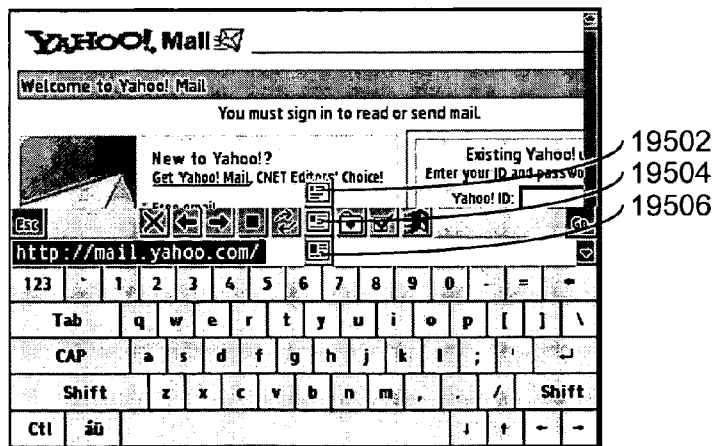 YAHOO! Mail
Welcome to Yahoo! Mail
You must sign in to read or send mail.
New to Yahoo!?
Get Yahoo! Mail, CNET Editors' Choice!
* Free email
Existing Yahoo! u
Enter your ID and passwo
Yahoo! ID:
19502
19504
19506
Esc
Go
http://mail.yahoo.com/
123 ` 1 2 3 4 5 6 7 8 9 0 - =
Tab q w e r t y u i o p [ ] \
CAP a s d f g h j k l ; '
Shift z x c v b n m , . / Shift
Ctl áü